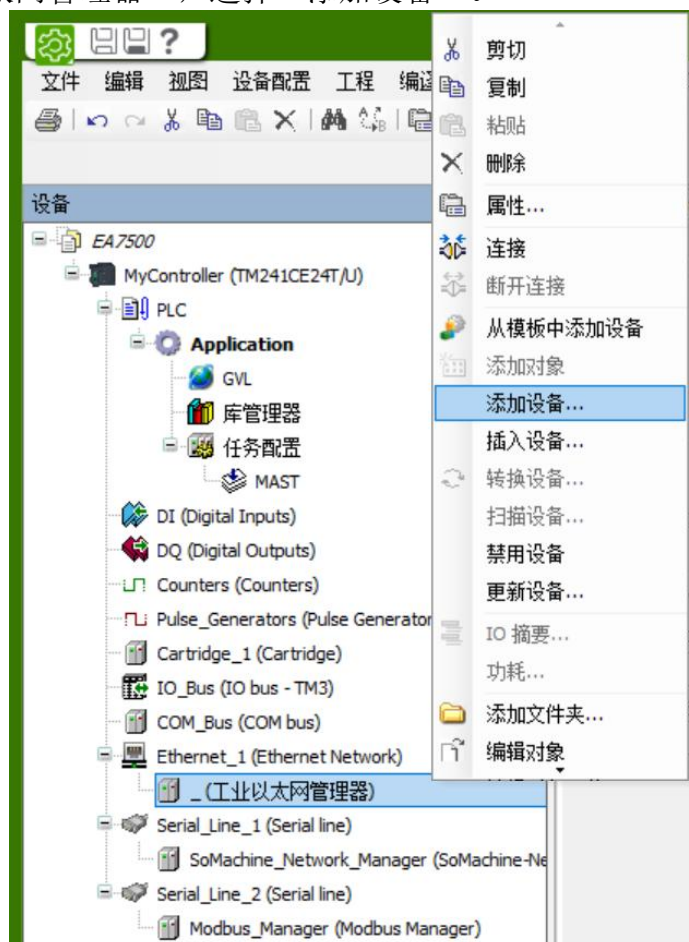 文件 编辑 视图 设备配置 工程
设备
EA7500
MyController (TM241CE24T/U)
PLC
Application
GVL
库管理器
任务配置
MAST
DI (Digital Inputs)
DQ (Digital Outputs)
Counters (Counters)
Pulse_Generators (Pulse Generator
Cartridge_1 (Cartridge)
IO_Bus (IO bus - TM3)
COM_Bus (COM bus)
Ethernet_1 (Ethernet Network)
_ (工业以太网管理器)
Serial_Line_1 (Serial line)
SoMachine_Network_Manager (SoMachine-Ne
Serial_Line_2 (Serial line)
Modbus_Manager (Modbus Manager)
剪切
复制
粘贴
删除
属性...
连接
断开连接
从模板中添加设备
添加对象
添加设备...
插入设备...
转换设备...
扫描设备...
禁用设备
更新设备...
IO 摘要...
功耗...
添加文件夹...
编辑对象